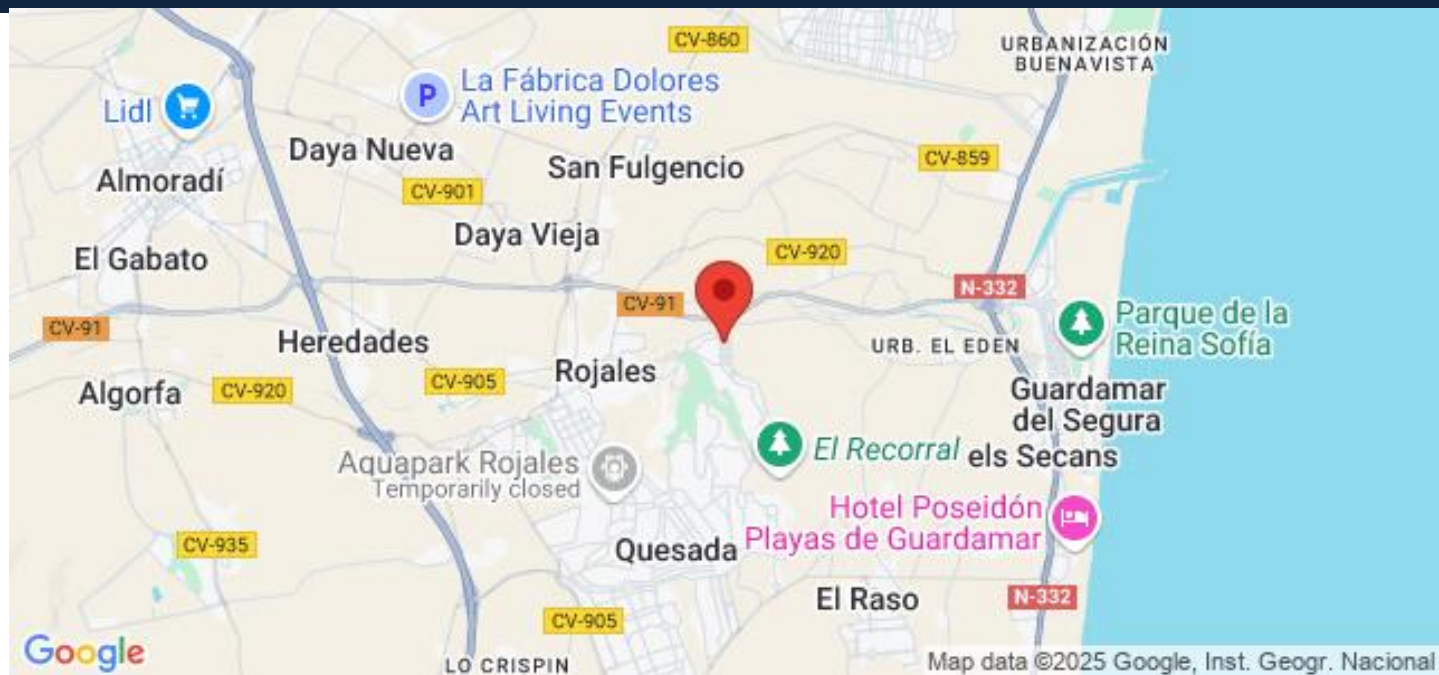 CV-860
URBANIZACIÓN
BUENAVISTA
La Fábrica Dolores
Art Living Events
P
Lidl
Daya Nueva
San Fulgencio
CV-859
Almoradí
CV-901
Daya Vieja
El Gabato
CV-920
N-332
CV-91
CV-91
Parque de la
Reina Sofía
Heredades
URB. EL EDEN
Rojales
CV-905
Algorfa
CV-920
Guardamar
del Segura
El Recorral
els Secans
Aquapark Rojales
Temporarily closed
Hotel Poseidón
Playas de Guardamar
CV-935
Quesada
El Raso
N-332
CV-905
Google
LO CRISPIN
Map data ©2025 Google, Inst. Geogr. Nacional